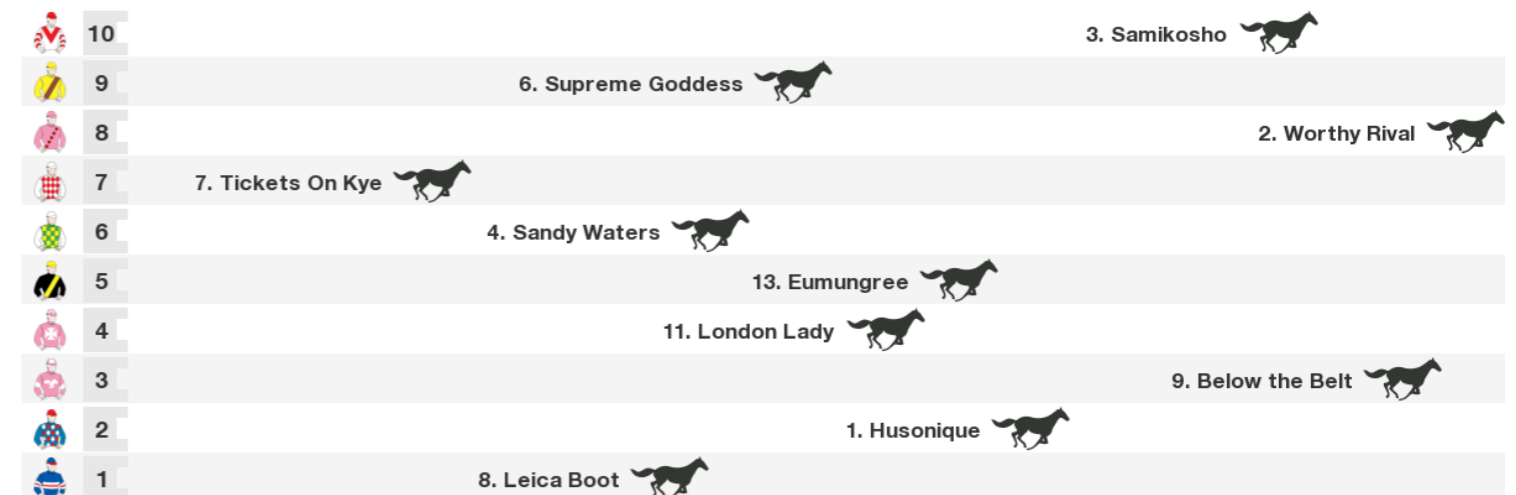 10 3. Samikosho
9 6. Supreme Goddess
8 2. Worthy Rival
7 7. Tickets On Kye
6 4. Sandy Waters
5 13. Eumungree
4 11. London Lady
3 9. Below the Belt
2 1. Husonique
1 8. Leica Boot